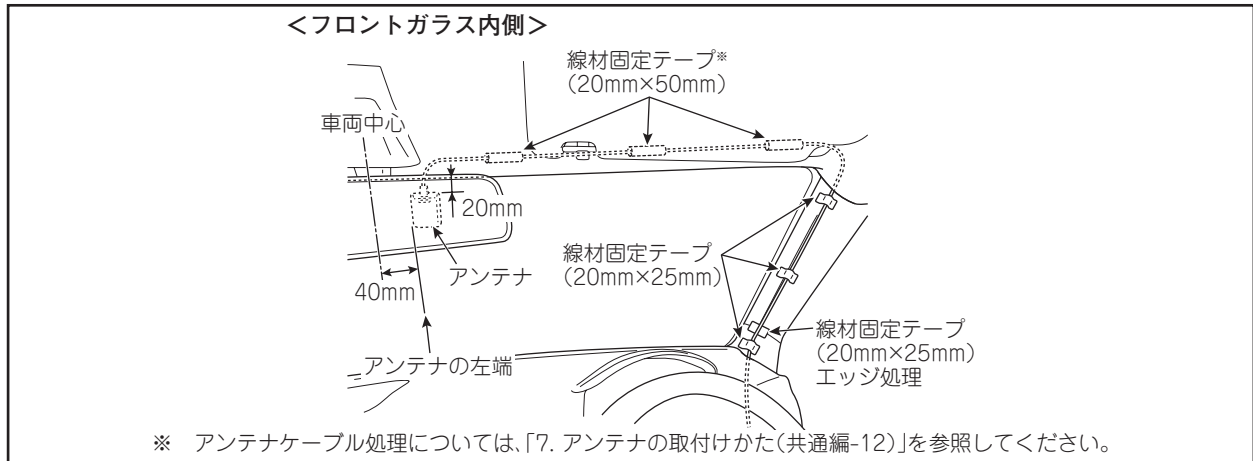 ＜フロントガラス内側＞
線材固定テープ※
（20mm×50mm）
車両中心
20mm
線材固定テープ
（20mm×25mm）
アンテナ
40mm
線材固定テープ
（20mm×25mm）
エッジ処理
アンテナの左端
※　アンテナケーブル処理については、「7. アンテナの取付けかた（共通編-12）」を参照してください。